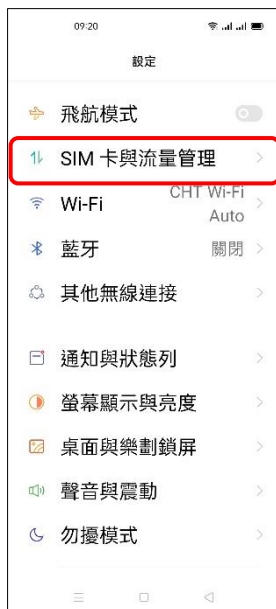 09:20
設定
飛航模式
SIM 卡與流量管理
Wi-Fi
CHT Wi-Fi
Auto
藍牙
關閉
其他無線連接
通知與狀態列
螢幕顯示與亮度
桌面與樂劃鎖屏
聲音與震動
勿擾模式